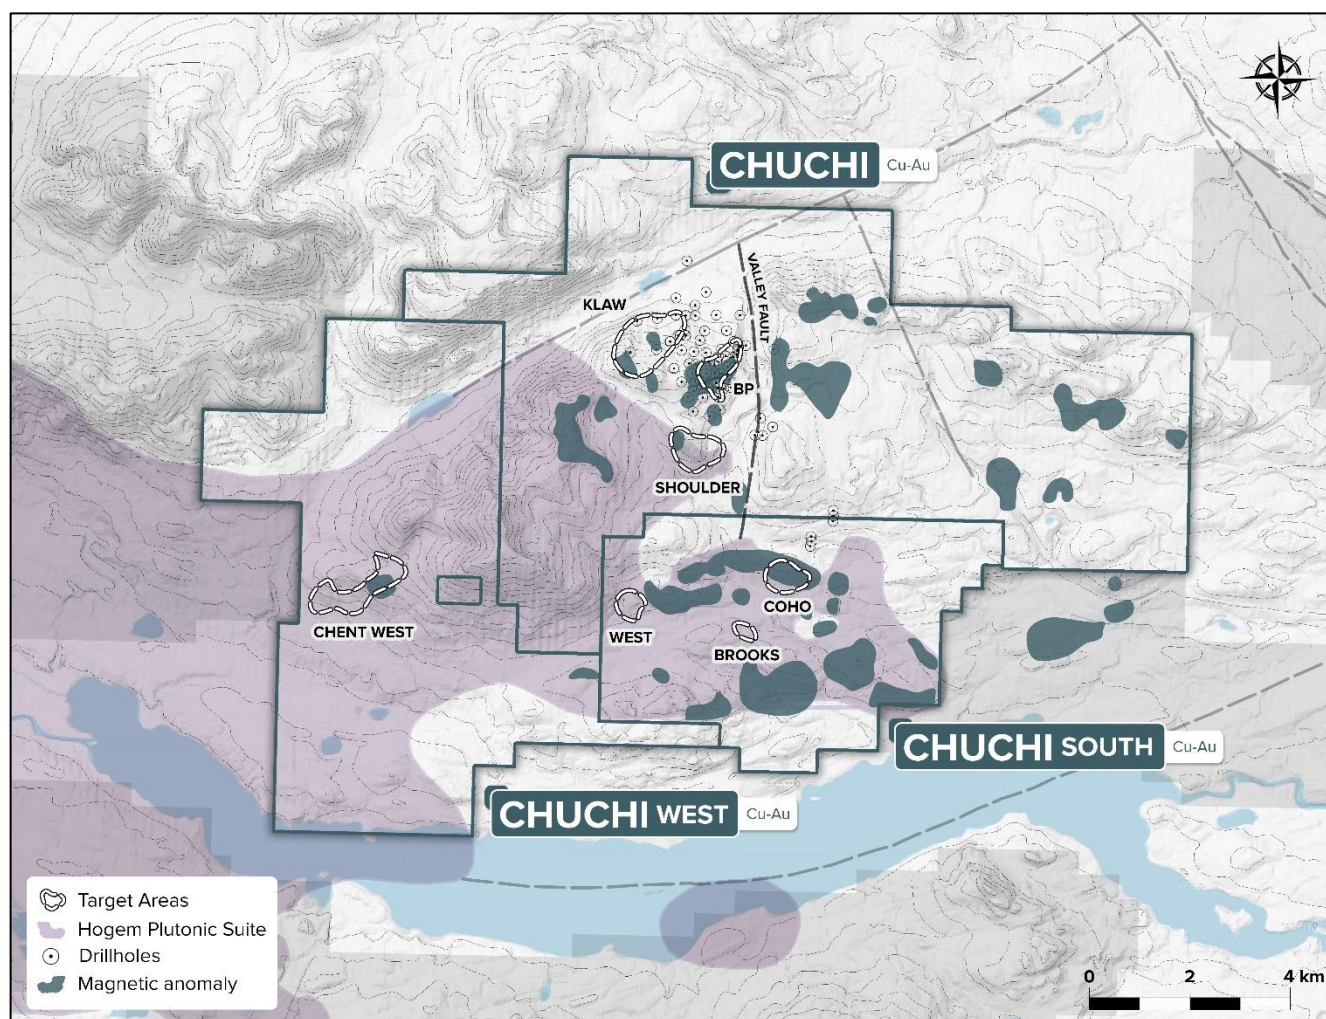 CHUCHI Cu-Au
KLAW
VALLEY FAULT
BP
SHOULDER
CHENT WEST
WEST
COHO
BROOKS
CHUCHI SOUTH Cu-Au
CHUCHI WEST Cu-Au
Target Areas
Hogem Plutonic Suite
Drillholes
Magnetic anomaly
0 2 4 km